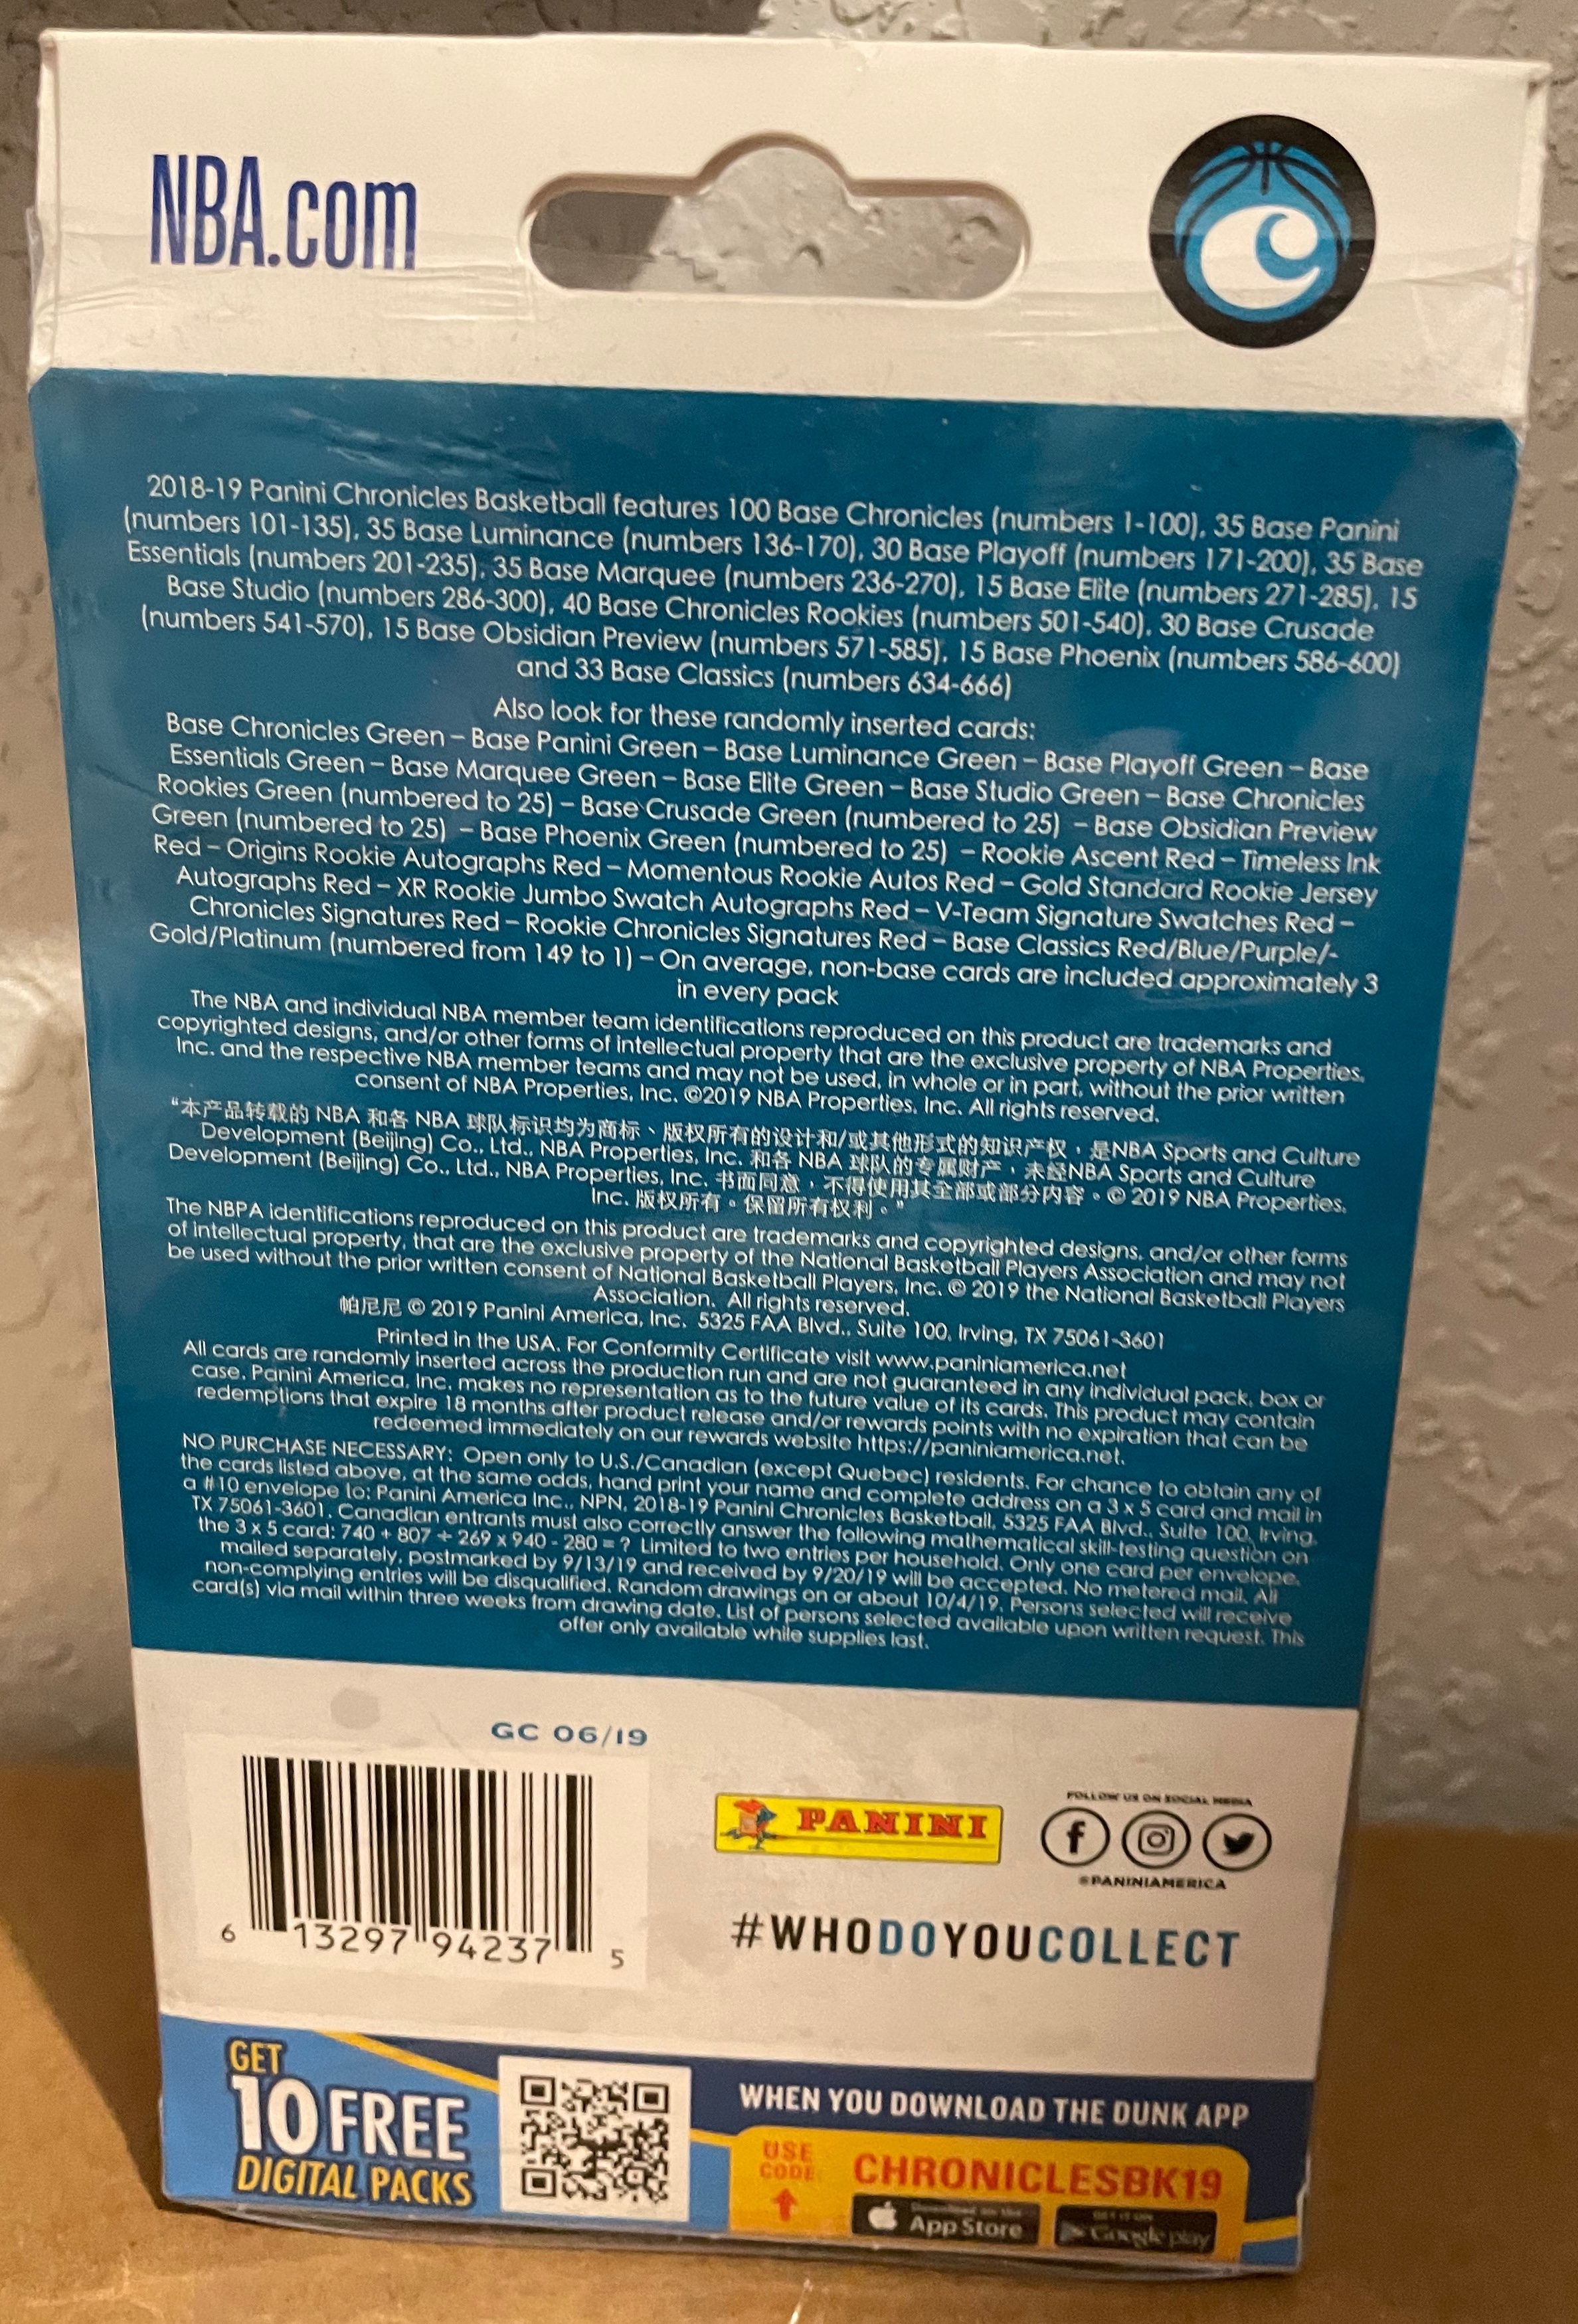 NBA.com
2018-19 Panini Chronicles Basketball features 100 Base Chronicles (numbers 1-100), 35 Base Panini
(numbers 101-135), 35 Base Luminance (numbers 136-170), 30 Base Playoff (numbers 171-200), 35 Base
Essentials (numbers 201-235), 35 Base Marquee (numbers 236-270), 15 Base Elite (numbers 271-285), 15
Base Studio (numbers 286-300), 40 Base Chronicles Rookies (numbers 501-540), 30 Base Crusade
(numbers 541-570), 15 Base Obsidian Preview (numbers 571-585), 15 Base Phoenix (numbers 586-600)
and 33 Base Classics (numbers 634-666)
Also look for these randomly inserted cards:
Base Chronicles Green – Base Panini Green – Base Luminance Green – Base Playoff Green – Base
Essentials Green – Base Marquee Green – Base Elite Green – Base Studio Green – Base Chronicles
Rookies Green (numbered to 25) – Base Crusade Green (numbered to 25) – Base Obsidian Preview
Green (numbered to 25) – Base Phoenix Green (numbered to 25) – Rookie Ascent Red – Timeless Ink
Red – Origins Rookie Autographs Red – Momentous Rookie Autos Red – Gold Standard Rookie Jersey
Autographs Red – XR Rookie Jumbo Swatch Autographs Red – V-Team Signature Swatches Red –
Chronicles Signatures Red – Rookie Chronicles Signatures Red – Base Classics Red/Blue/Purple/-
Gold/Platinum (numbered from 149 to 1) – On average, non-base cards are included approximately 3
in every pack
The NBA and individual NBA member team identifications reproduced on this product are trademarks and
copyrighted designs, and/or other forms of intellectual property that are the exclusive property of NBA Properties,
Inc. and the respective NBA member teams and may not be used, in whole or in part, without the prior written
consent of NBA Properties, Inc. ©2019 NBA Properties, Inc. All rights reserved.
“本产品转载的 NBA 和各 NBA 球队标识均为商标、版权所有的设计和/或其他形式的知识产权，是NBA Sports and Culture
Development (Beijing) Co., Ltd., NBA Properties, Inc. 和各 NBA 球队的专属财产，未经NBA Sports and Culture
Development (Beijing) Co., Ltd., NBA Properties, Inc. 书面同意，不得使用其全部或部分内容。© 2019 NBA Properties,
Inc. 版权所有。保留所有权利。”
The NBPA identifications reproduced on this product are trademarks and copyrighted designs, and/or other forms
of intellectual property, that are the exclusive property of the National Basketball Players Association and may not
be used without the prior written consent of National Basketball Players, Inc. © 2019 the National Basketball Players
Association. All rights reserved.
帕尼尼 © 2019 Panini America, Inc. 5325 FAA Blvd., Suite 100, Irving, TX 75061-3601
Printed in the USA. For Conformity Certificate visit www.paniniamerica.net
All cards are randomly inserted across the production run and are not guaranteed in any individual pack, box or
case. Panini America, Inc. makes no representation as to the future value of its cards. This product may contain
redemptions that expire 18 months after product release and/or rewards points with no expiration that can be
redeemed immediately on our rewards website https://paniniamerica.net.
NO PURCHASE NECESSARY: Open only to U.S./Canadian (except Quebec) residents. For chance to obtain any of
the cards listed above, at the same odds, hand print your name and complete address on a 3 x 5 card and mail in
a #10 envelope to: Panini America Inc., NPN, 2018-19 Panini Chronicles Basketball, 5325 FAA Blvd., Suite 100, Irving,
TX 75061-3601. Canadian entrants must also correctly answer the following mathematical skill-testing question on
the 3 x 5 card: 740 + 807 ÷ 269 x 940 - 280 = ? Limited to two entries per household. Only one card per envelope,
mailed separately, postmarked by 9/13/19 and received by 9/20/19 will be accepted. No metered mail. All
non-complying entries will be disqualified. Random drawings on or about 10/4/19. Persons selected will receive
card(s) via mail within three weeks from drawing date. List of persons selected available upon written request. This
offer only available while supplies last.
GC 06/19
6 13297 94237 5
PANINI
FOLLOW US ON SOCIAL MEDIA
@PANINIAMERICA
#WHODOYOUCOLLECT
GET
10 FREE
DIGITAL PACKS
WHEN YOU DOWNLOAD THE DUNK APP
USE
CODE
CHRONICLESBK19
Download on the
App Store
GET IT ON
Google play